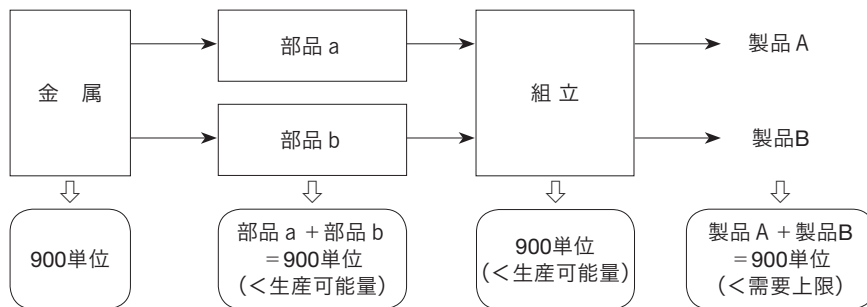 金　属
部品 a
部品 b
組 立
製品 A
製品B
900単位
部品 a ＋部品 b
＝900単位
（＜生産可能量）
900単位
（＜生産可能量）
製品 A ＋製品B
＝900単位
（＜需要上限）